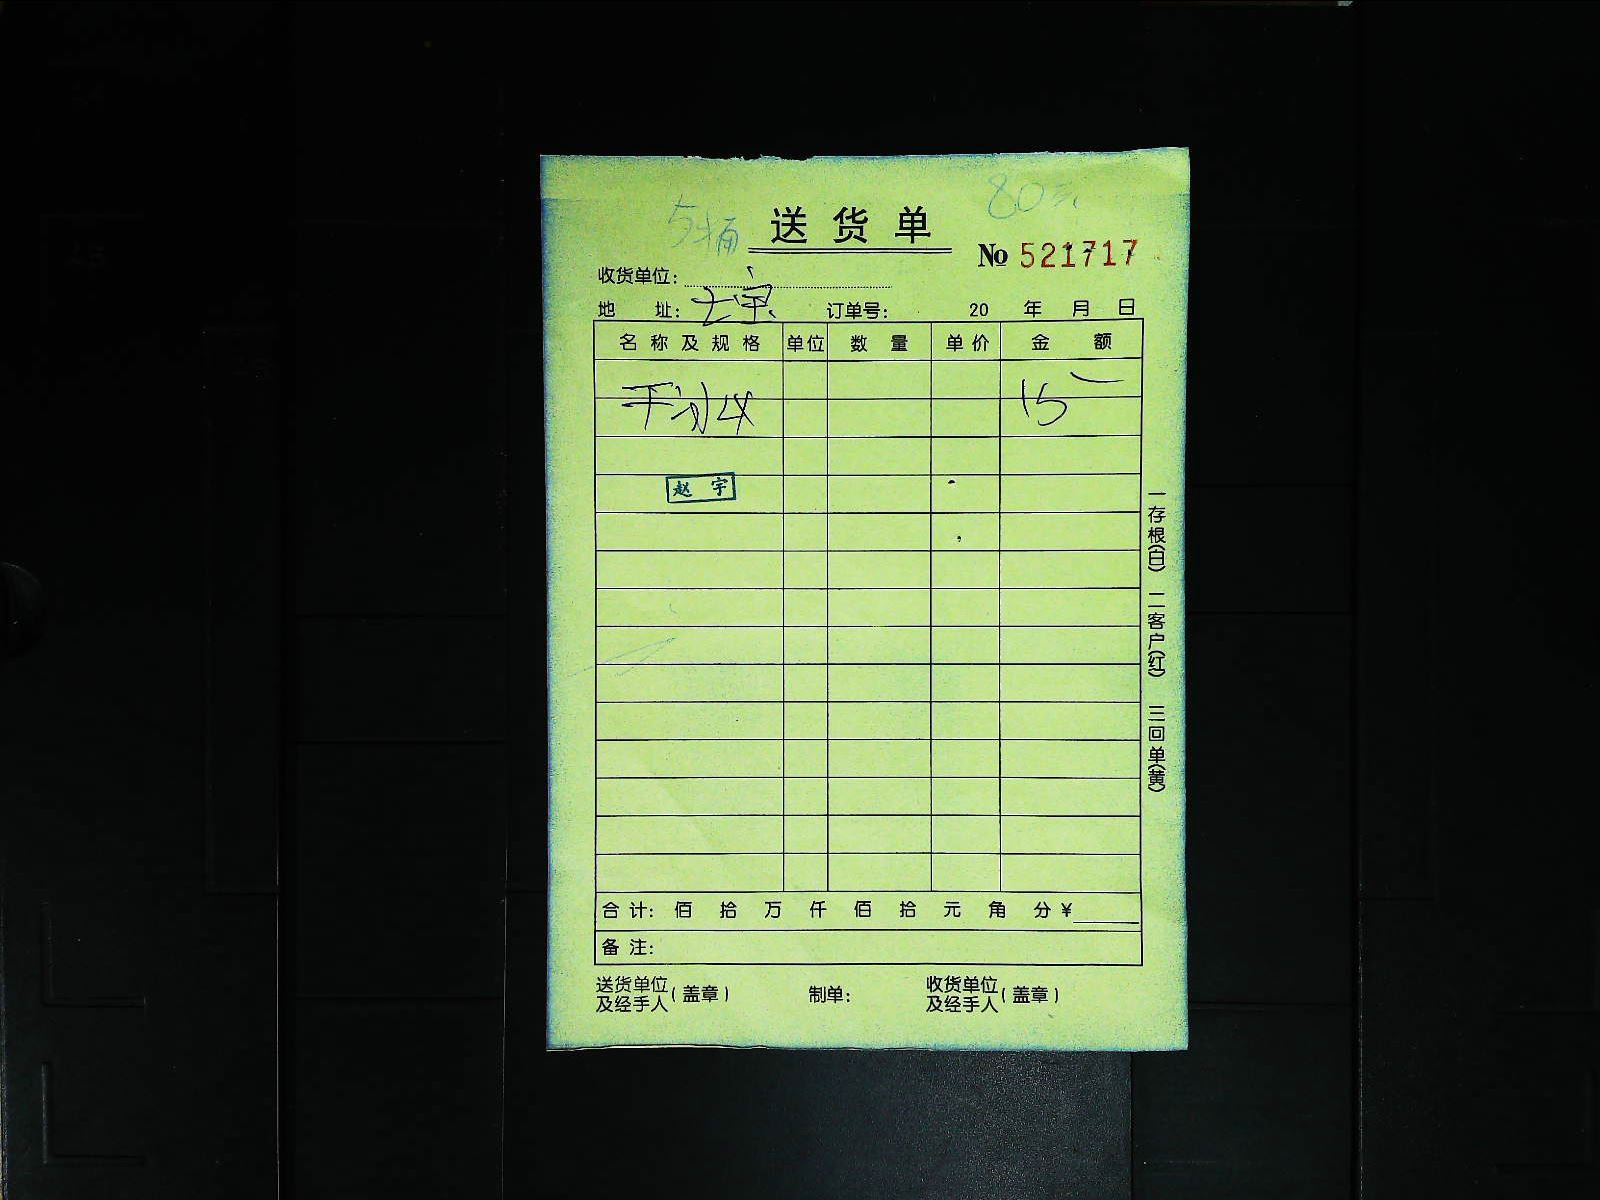 5桶 送货单 80
№ 521717
收货单位:
地 址: 订单号: 20 年 月 日
名称及规格 单位 数 量 单价 金 额
15
赵 宇
合计: 佰 拾 万 仟 佰 拾 元 角 分 ¥
备注:
送货单位及经手人(盖章) 制单: 收货单位及经手人(盖章)
一存根(白) 二客户(红) 三回单(黄)